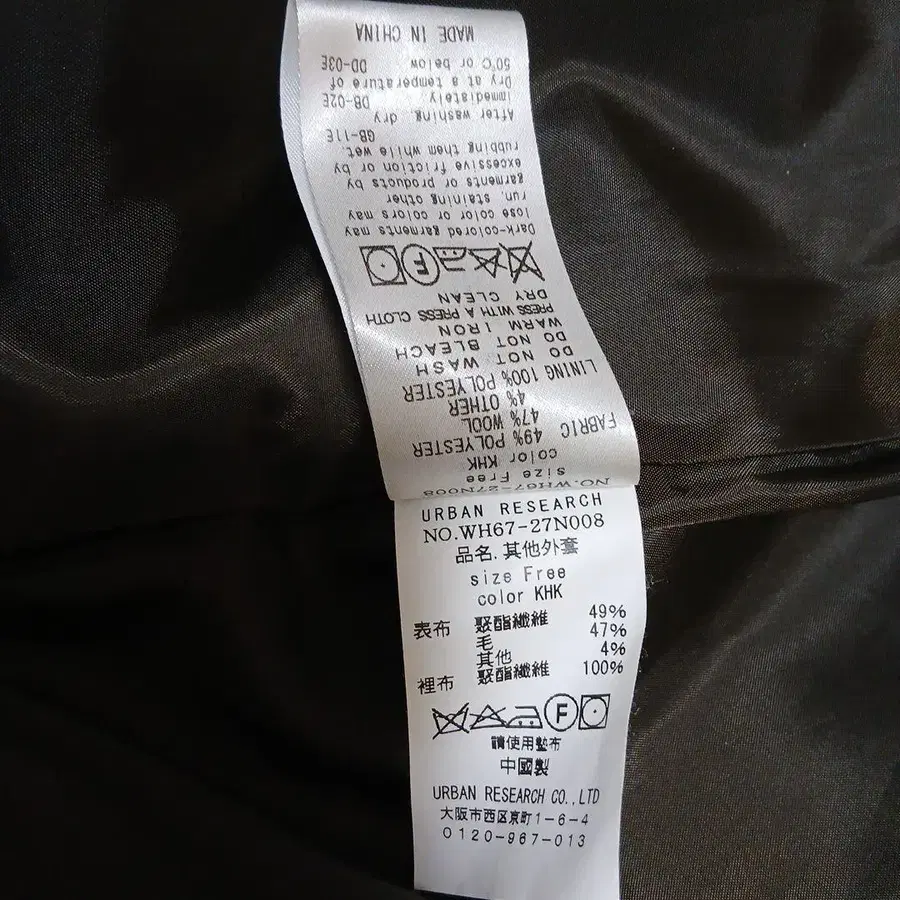 NO.WH67-27N008
size Free
color KHK
FABRIC 49% POLYESTER
47% WOOL
4% OTHER
LINING 100% POLYESTER
DO NOT WASH
DO NOT BLEACH
WARM IRON
PRESS WITH A PRESS CLOTH
DRY CLEAN
F
Dark-colored garments may
lose color or colors may
run, staining other
garments or products by
excessive friction or by
rubbing them while wet.
GB-11E
After washing, dry
immediately. DB-02E
Dry at a temperature of
50℃ or below. DD-03E
MADE IN CHINA
URBAN RESEARCH
NO.WH67-27N008
品名.其他外套
size Free
color KHK
表布 聚酯纖維 49%
毛 47%
其他 4%
裡布 聚酯纖維 100%
F
請使用墊布
中國製
URBAN RESEARCH CO.,LTD
大阪市西区京町1-6-4
0120-967-013